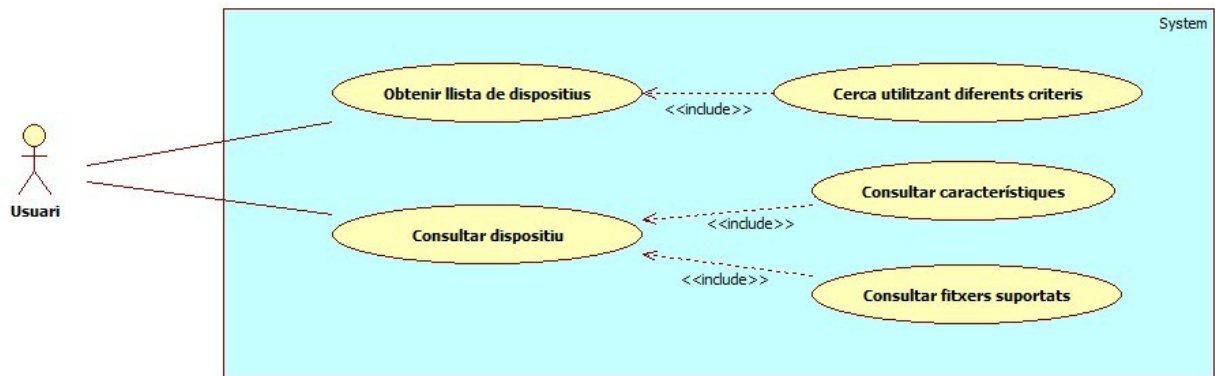 System
Obtenir llista de dispositius
<<include>>
Cerca utilitzant diferents criteris
Usuari
Consultar dispositiu
<<include>>
Consultar característiques
<<include>>
Consultar fitxers suportats